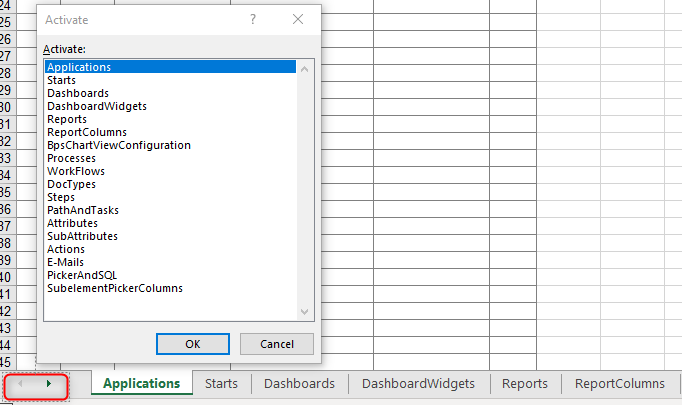 24
Activate
?
25
26
Activate:
27
Applications
28
Starts
29
Dashboards
30
DashboardWidgets
Reports
31
ReportColumns
32
BpsChartViewConfiguration
33
Processes
34
WorkFlows
DocTypes
35
Steps
36
PathAndTasks
37
Attributes
38
SubAttributes
Actions
39
E-Mails
40
PickerAndSQL
41
SubelementPickerColumns
42
43
44
OK Cancel
45
Applications Starts Dashboards DashboardWidgets Reports ReportColumns